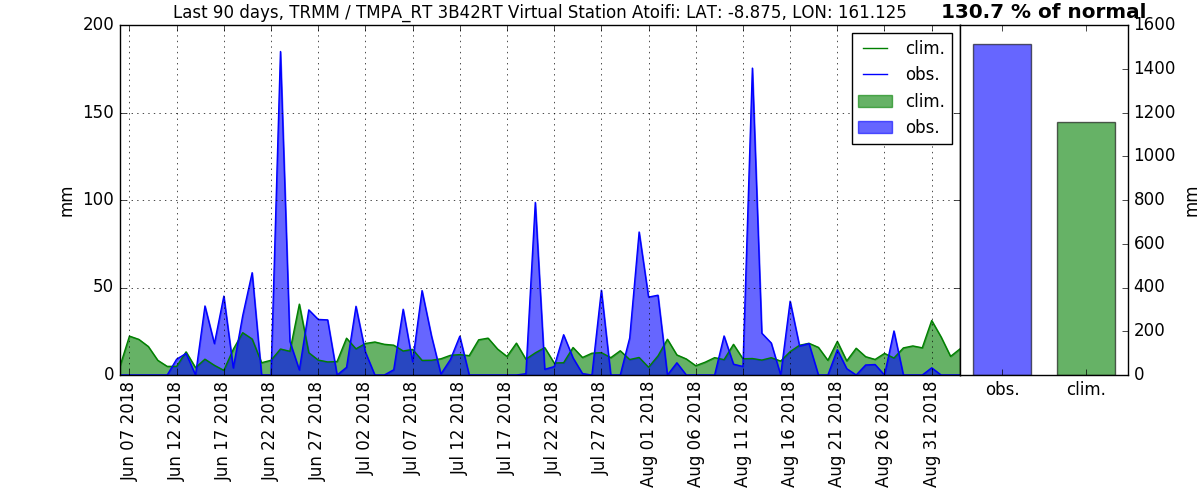 Last 90 days, TRMM / TMPA_RT 3B42RT Virtual Station Atoifi: LAT: -8.875, LON: 161.125
130.7 % of normal
200
150
100
50
0
mm
clim.
obs.
clim.
obs.
1600
1400
1200
1000
800
600
400
200
0
mm
Jun 07 2018
Jun 12 2018
Jun 17 2018
Jun 22 2018
Jun 27 2018
Jul 02 2018
Jul 07 2018
Jul 12 2018
Jul 17 2018
Jul 22 2018
Jul 27 2018
Aug 01 2018
Aug 06 2018
Aug 11 2018
Aug 16 2018
Aug 21 2018
Aug 26 2018
Aug 31 2018
obs.
clim.